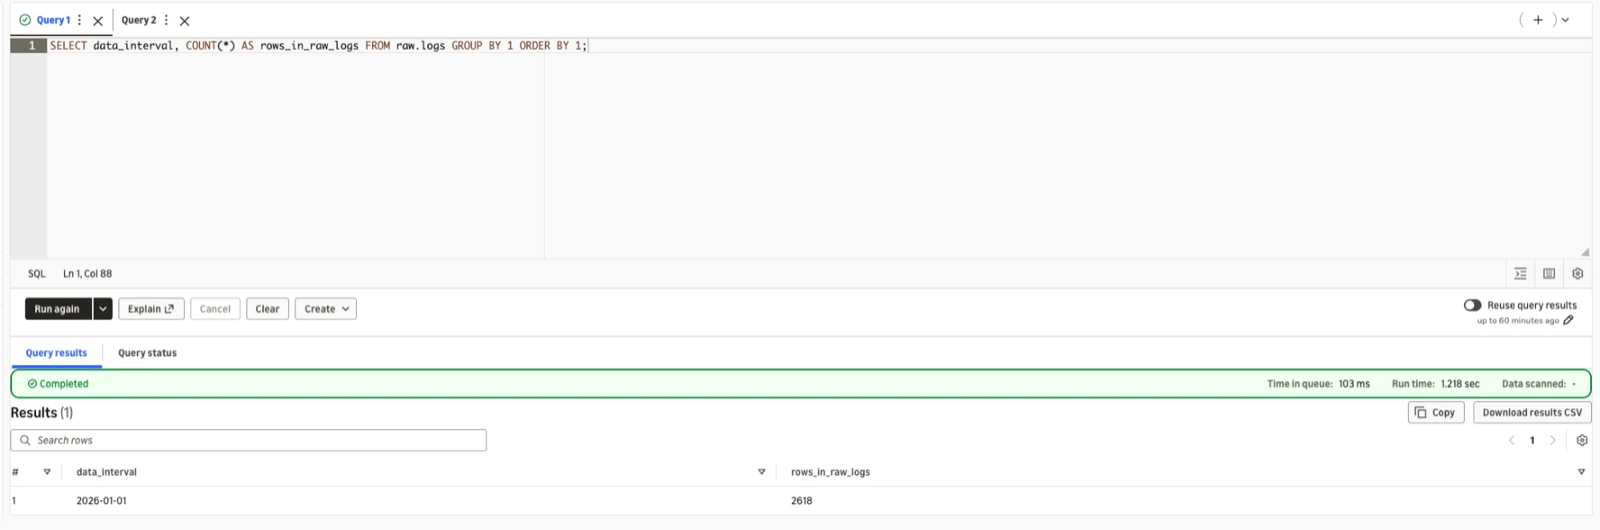 Query 1 Query 2
1 SELECT data_interval, COUNT(*) AS rows_in_raw_logs FROM raw.logs GROUP BY 1 ORDER BY 1;
SQL Ln 1, Col 88
Run again Explain Cancel Clear Create Reuse query results
up to 60 minutes ago
Query results Query status
Completed Time in queue: 103 ms Run time: 1.218 sec Data scanned: -
Results (1) Copy Download results CSV
Search rows 1
# data_interval rows_in_raw_logs
1 2026-01-01 2618